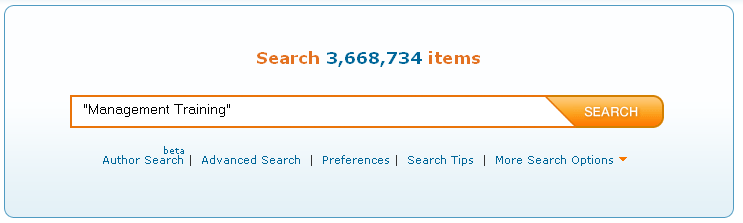 Search 3,668,734 items
"Management Training" SEARCH
beta
Author Search | Advanced Search | Preferences | Search Tips | More Search Options